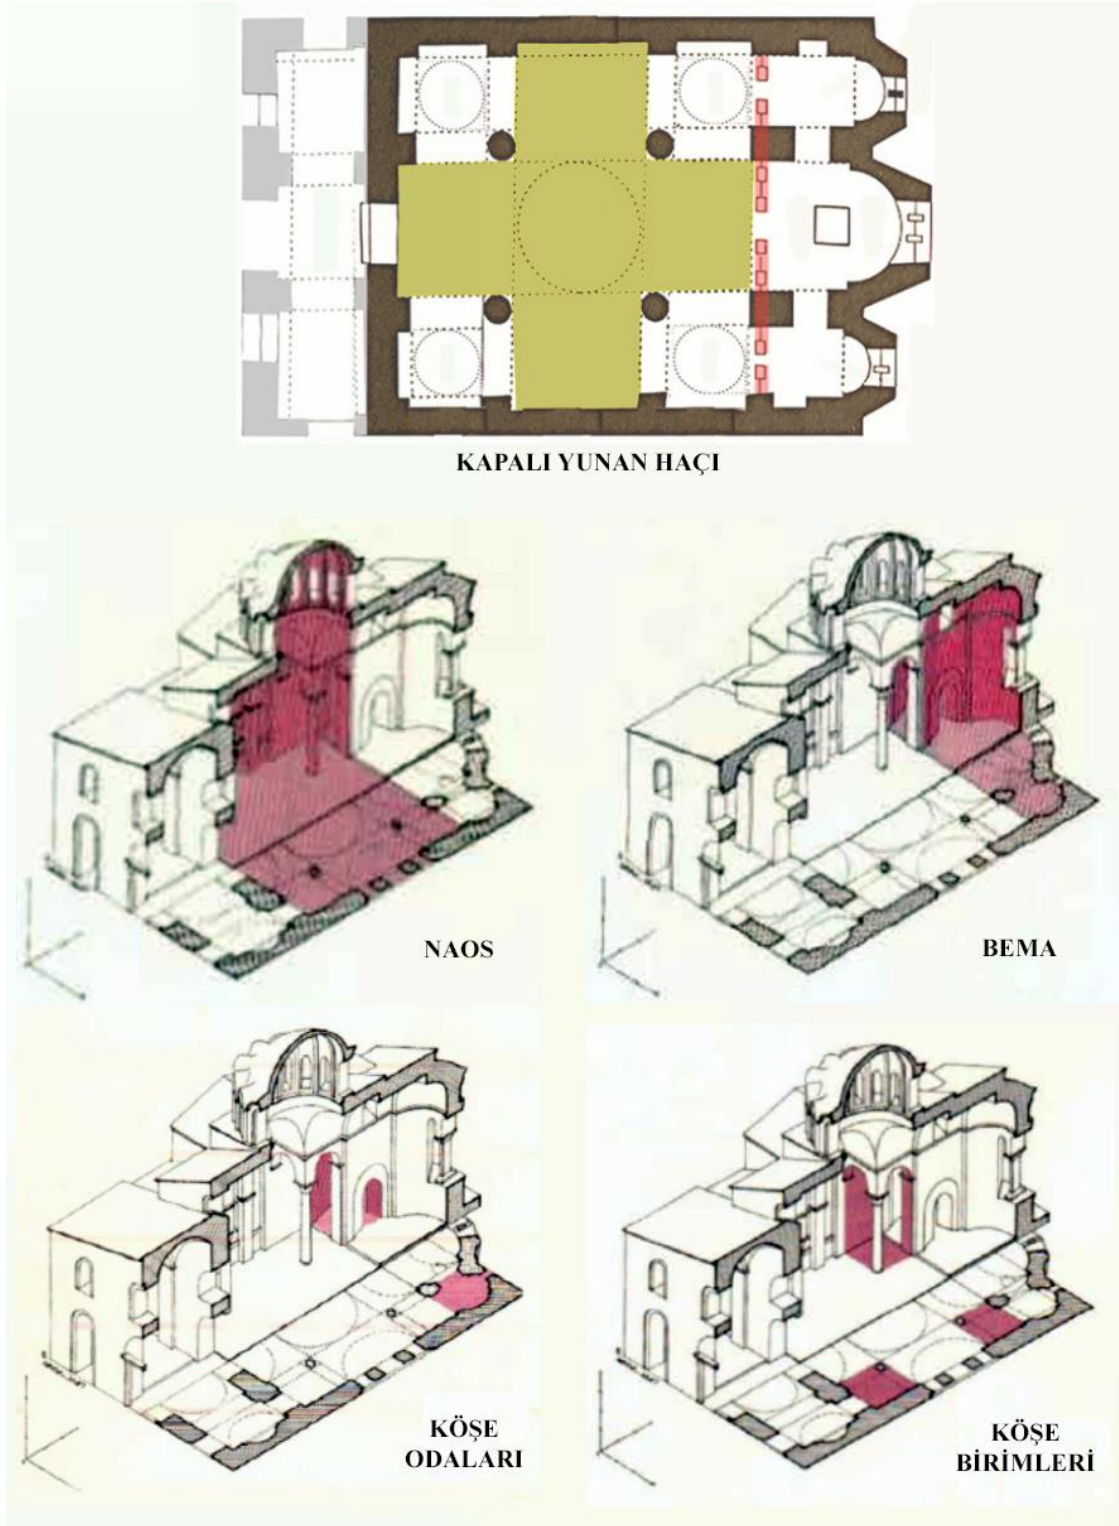 KAPALI YUNAN HAÇI
NAOS
BEMA
KÖŞE
ODALARI
KÖŞE
BİRİMLERİ